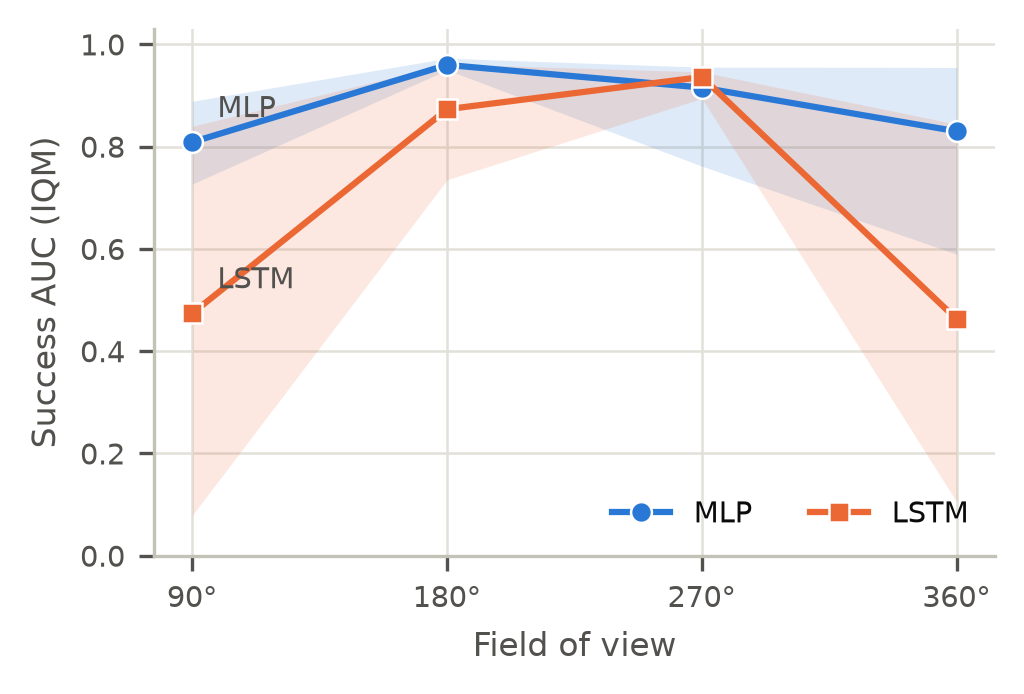 1.0
0.8
0.6
0.4
0.2
0.0
Success AUC (IQM)
MLP
LSTM
MLP LSTM
90° 180° 270° 360°
Field of view